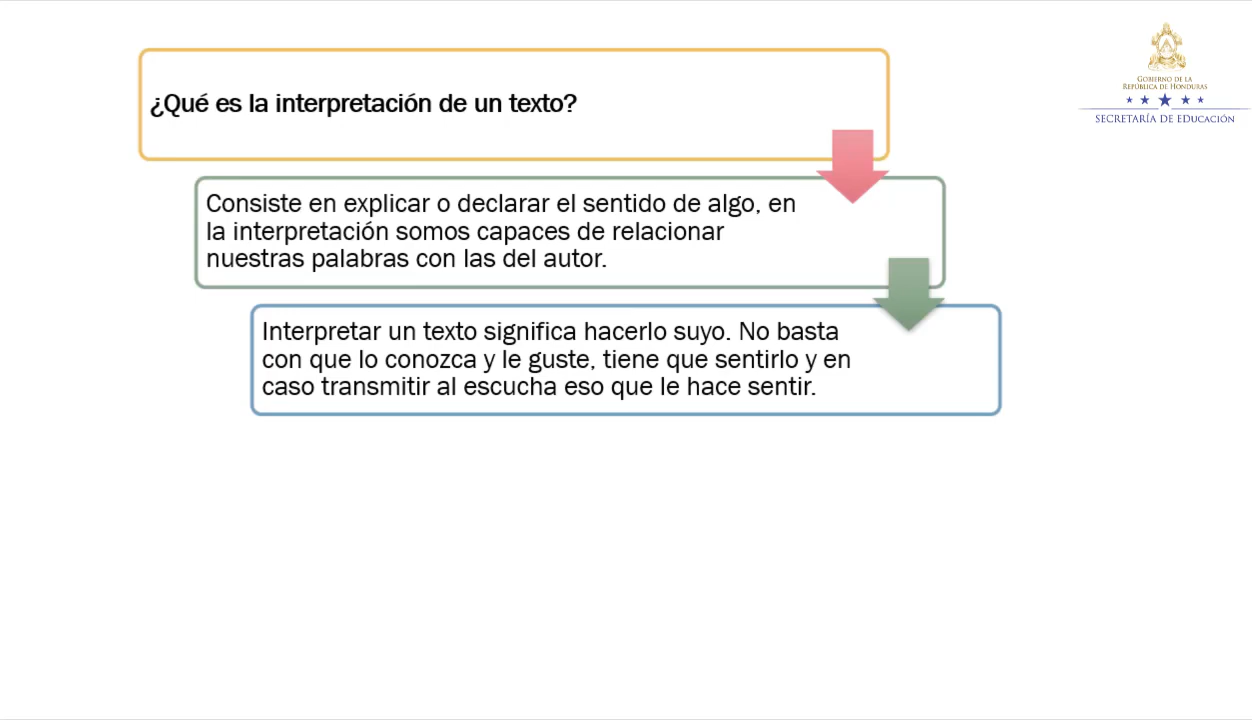 ¿Qué es la interpretación de un texto?
Consiste en explicar o declarar el sentido de algo, en
la interpretación somos capaces de relacionar
nuestras palabras con las del autor.
Interpretar un texto significa hacerlo suyo. No basta
con que lo conozca y le guste, tiene que sentirlo y en
caso transmitir al escucha eso que le hace sentir.
GOBIERNO DE LA
REPÚBLICA DE HONDURAS
SECRETARÍA DE EDUCACIÓN